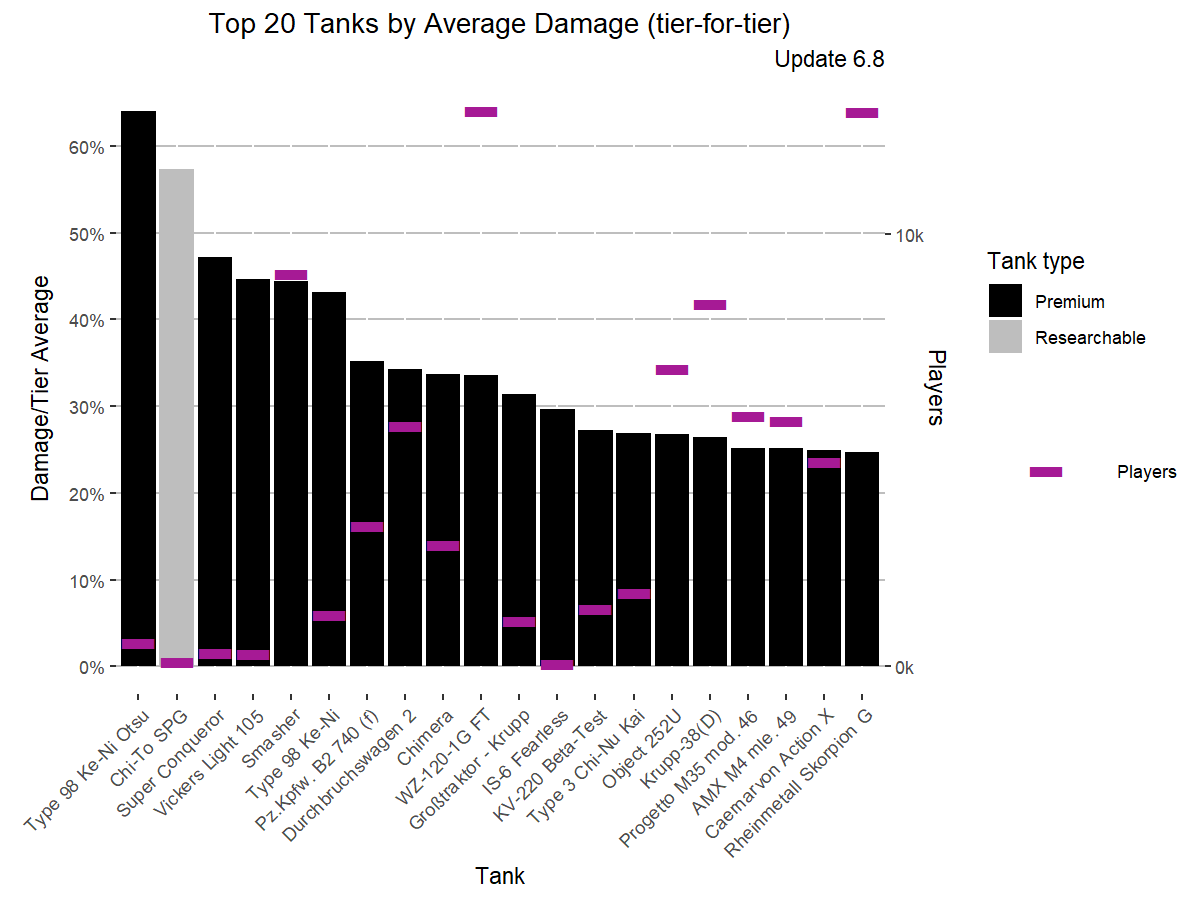 Top 20 Tanks by Average Damage (tier-for-tier)
Update 6.8
Damage/Tier Average
60%
50%
40%
30%
20%
10%
0%
10k
0k
Players
Tank type
Premium
Researchable
Players
Type 98 Ke-Ni Otsu
Chi-To SPG
Super Conqueror
Vickers Light 105
Smasher
Type 98 Ke-Ni
Pz.Kpfw. B2 740 (f)
Durchbruchswagen 2
Chimera
WZ-120-1G FT
Großtraktor - Krupp
IS-6 Fearless
KV-220 Beta-Test
Type 3 Chi-Nu Kai
Object 252U
Krupp-38(D)
Progetto M35 mod. 46
AMX M4 mle. 49
Caernarvon Action X
Rheinmetall Skorpion G
Tank